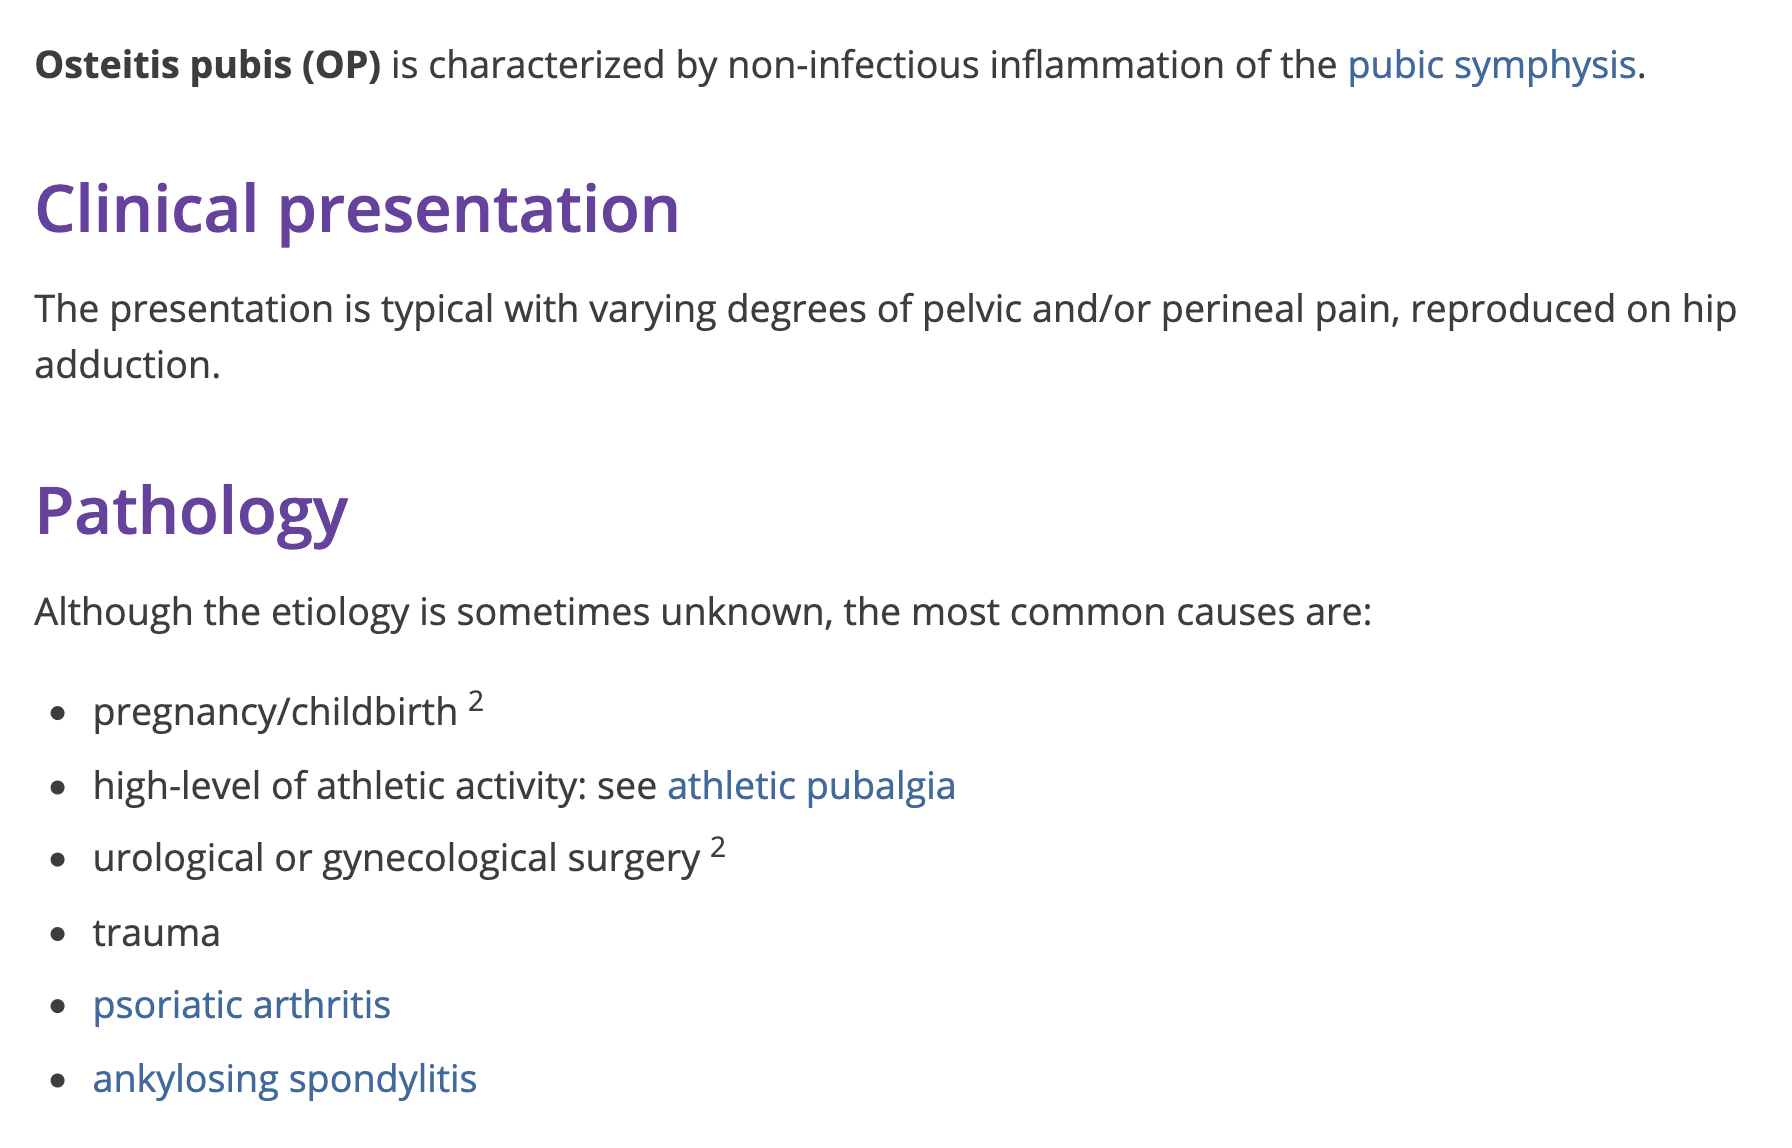 Osteitis pubis (OP) is characterized by non-infectious inflammation of the pubic symphysis.
Clinical presentation
The presentation is typical with varying degrees of pelvic and/or perineal pain, reproduced on hip
adduction.
Pathology
Although the etiology is sometimes unknown, the most common causes are:
• pregnancy/childbirth ²
• high-level of athletic activity: see athletic pubalgia
• urological or gynecological surgery ²
• trauma
• psoriatic arthritis
• ankylosing spondylitis